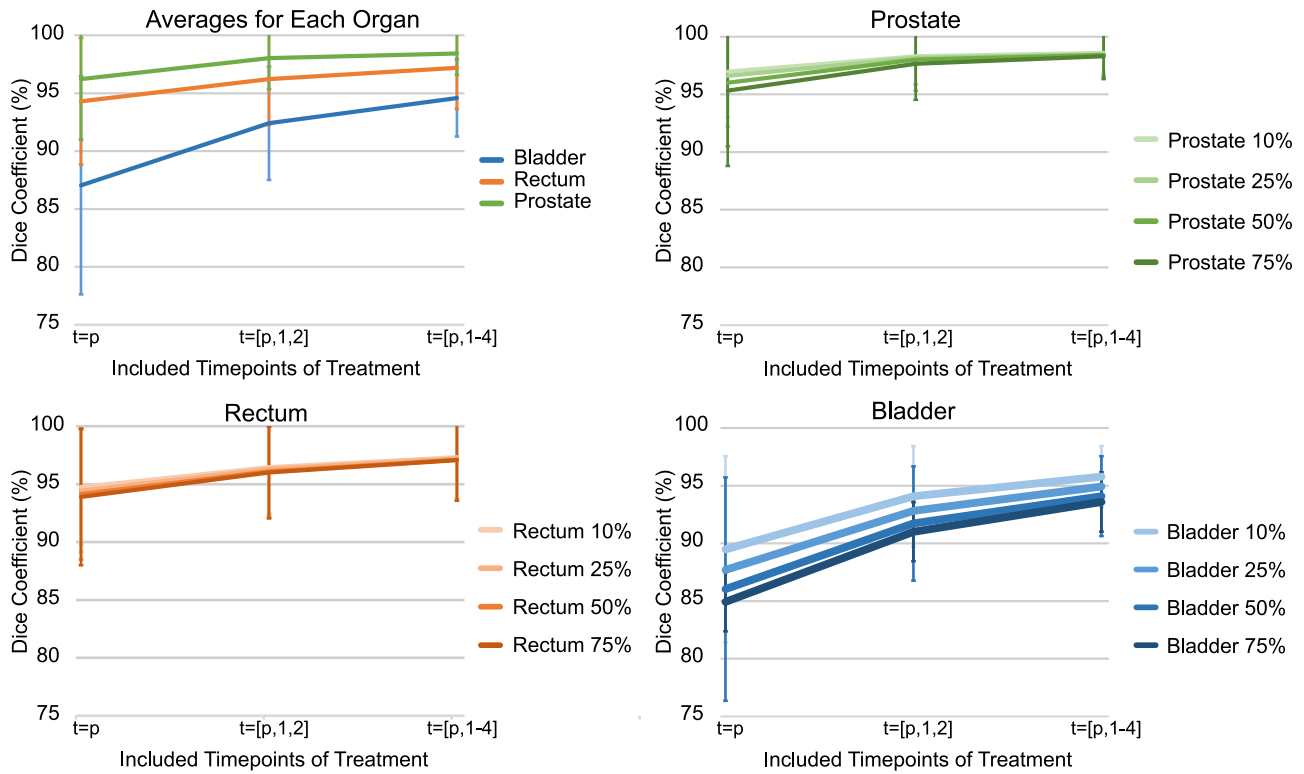 Averages for Each Organ
100
95
90
85
80
75
Dice Coefficient (%)
t=p
t=[p,1,2]
t=[p,1-4]
Included Timepoints of Treatment
Bladder
Rectum
Prostate
Prostate
100
95
90
85
80
75
Dice Coefficient (%)
t=p
t=[p,1,2]
t=[p,1-4]
Included Timepoints of Treatment
Prostate 10%
Prostate 25%
Prostate 50%
Prostate 75%
Rectum
100
95
90
85
80
75
Dice Coefficient (%)
t=p
t=[p,1,2]
t=[p,1-4]
Included Timepoints of Treatment
Rectum 10%
Rectum 25%
Rectum 50%
Rectum 75%
Bladder
100
95
90
85
80
75
Dice Coefficient (%)
t=p
t=[p,1,2]
t=[p,1-4]
Included Timepoints of Treatment
Bladder 10%
Bladder 25%
Bladder 50%
Bladder 75%